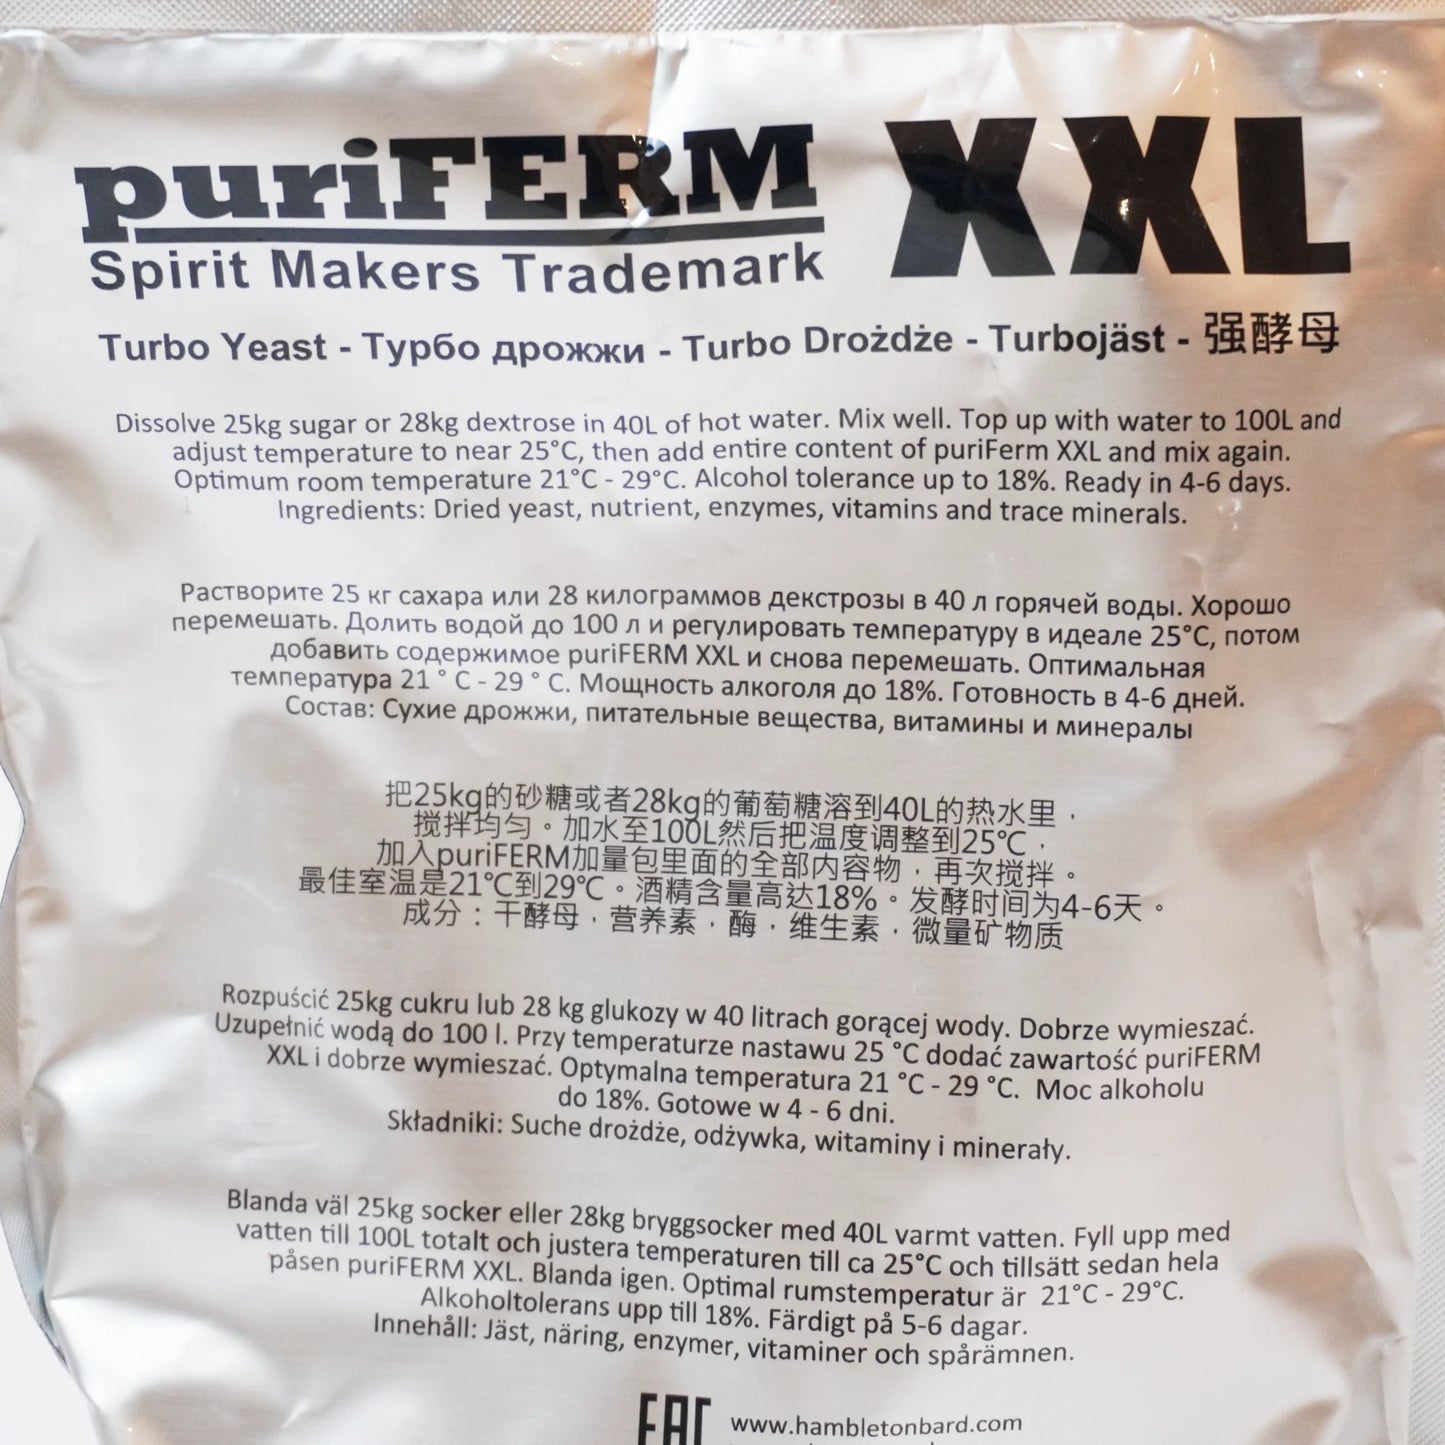 puriFERM XXL
Spirit Makers Trademark
Turbo Yeast - Турбо дрожжи - Turbo Drożdże - Turbojäst - 强酵母
Dissolve 25kg sugar or 28kg dextrose in 40L of hot water. Mix well. Top up with water to 100L and
adjust temperature to near 25°C, then add entire content of puriFerm XXL and mix again.
Optimum room temperature 21°C - 29°C. Alcohol tolerance up to 18%. Ready in 4-6 days.
Ingredients: Dried yeast, nutrient, enzymes, vitamins and trace minerals.
Растворите 25 кг сахара или 28 килограммов декстрозы в 40 л горячей воды. Хорошо
перемешать. Долить водой до 100 л и регулировать температуру в идеале 25°C, потом
добавить содержимое puriFERM XXL и снова перемешать. Оптимальная
температура 21 ° C - 29 ° C. Мощность алкоголя до 18%. Готовность в 4-6 дней.
Состав: Сухие дрожжи, питательные вещества, витамины и минералы
把25kg的砂糖或者28kg的葡萄糖溶到40L的热水里，
搅拌均匀。加水至100L然后把温度调整到25℃，
加入puriFERM加量包里面的全部内容物，再次搅拌。
最佳室温是21℃到29℃。酒精含量高达18%。发酵时间为4-6天。
成分：干酵母，营养素，酶，维生素，微量矿物质
Rozpuścić 25kg cukru lub 28 kg glukozy w 40 litrach gorącej wody. Dobrze wymieszać.
Uzupełnić wodą do 100 l. Przy temperaturze nastawu 25 °C dodać zawartość puriFERM
XXL i dobrze wymieszać. Optymalna temperatura 21 °C - 29 °C. Moc alkoholu
do 18%. Gotowe w 4 - 6 dni.
Składniki: Suche drożdże, odżywka, witaminy i minerały.
Blanda väl 25kg socker eller 28kg bryggsocker med 40L varmt vatten. Fyll upp med
vatten till 100L totalt och justera temperaturen till ca 25°C och tillsätt sedan hela
påsen puriFERM XXL. Blanda igen. Optimal rumstemperatur är 21°C - 29°C.
Alkoholtolerans upp till 18%. Färdigt på 5-6 dagar.
Innehåll: Jäst, näring, enzymer, vitaminer och spårämnen.
EAC www.hambletonbard.com